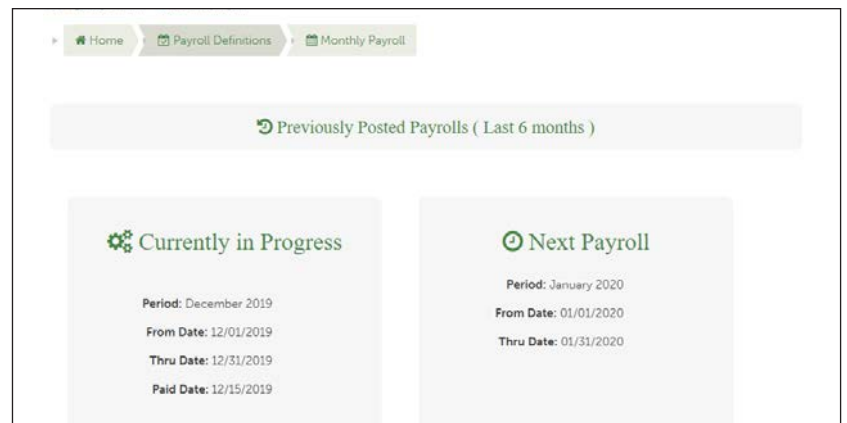 Home Payroll Definitions Monthly Payroll
Previously Posted Payrolls ( Last 6 months )
Currently in Progress
Period: December 2019
From Date: 12/01/2019
Thru Date: 12/31/2019
Paid Date: 12/15/2019
Next Payroll
Period: January 2020
From Date: 01/01/2020
Thru Date: 01/31/2020